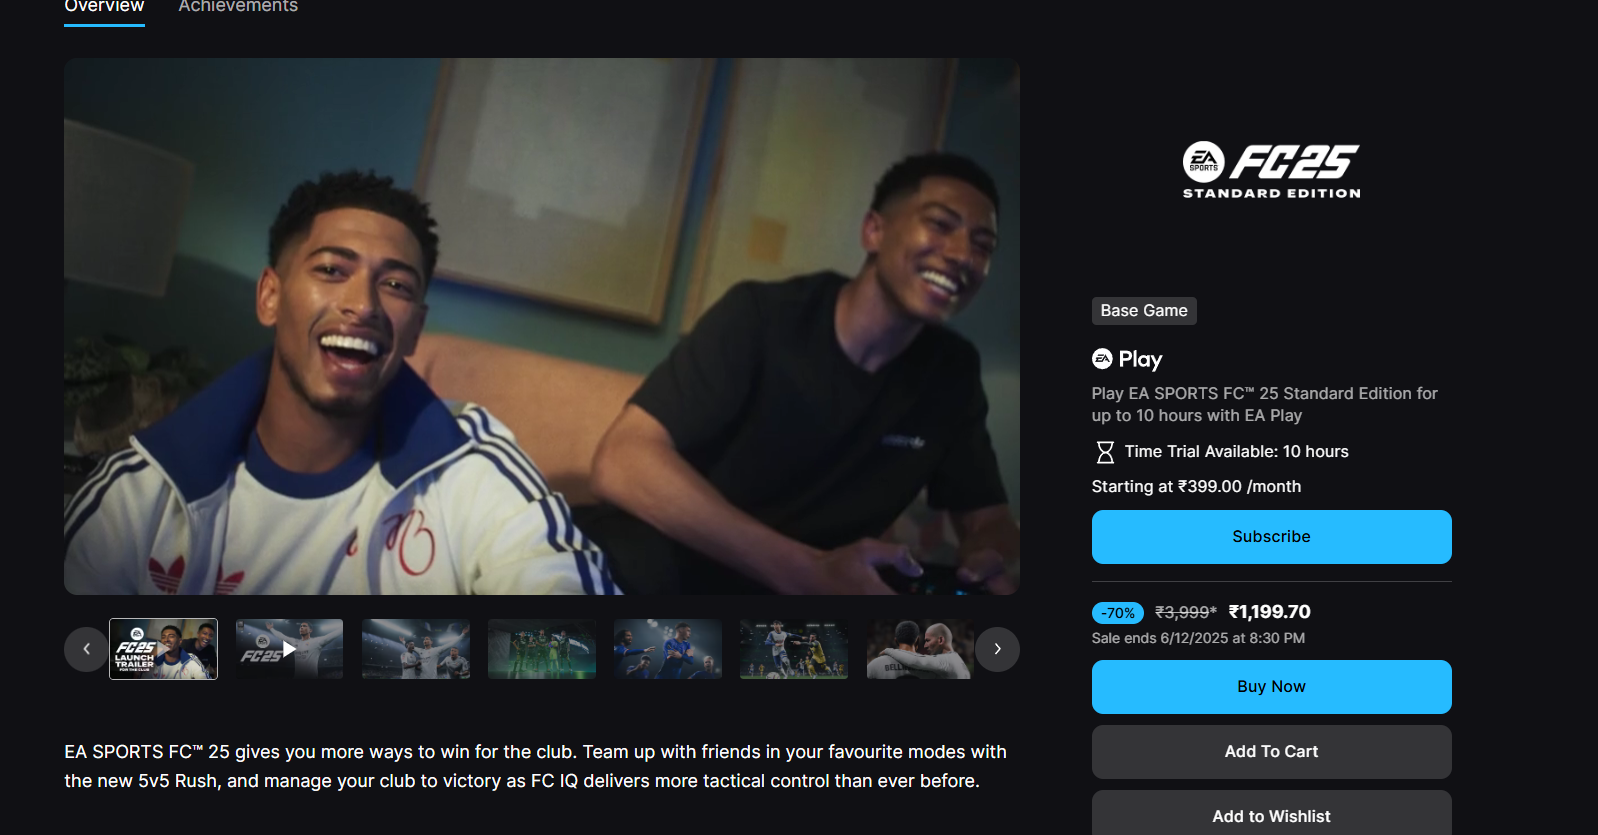 Overview
Achievements
EA
SPORTS
FC25
STANDARD EDITION
Base Game
EA Play
Play EA SPORTS FC™ 25 Standard Edition for
up to 10 hours with EA Play
Time Trial Available: 10 hours
Starting at ₹399.00 /month
Subscribe
-70% ₹3,999* ₹1,199.70
Sale ends 6/12/2025 at 8:30 PM
Buy Now
Add To Cart
Add to Wishlist
FC25
LAUNCH
TRAILER
FOR THE CLUB
FC25
EA SPORTS FC™ 25 gives you more ways to win for the club. Team up with friends in your favourite modes with
the new 5v5 Rush, and manage your club to victory as FC IQ delivers more tactical control than ever before.